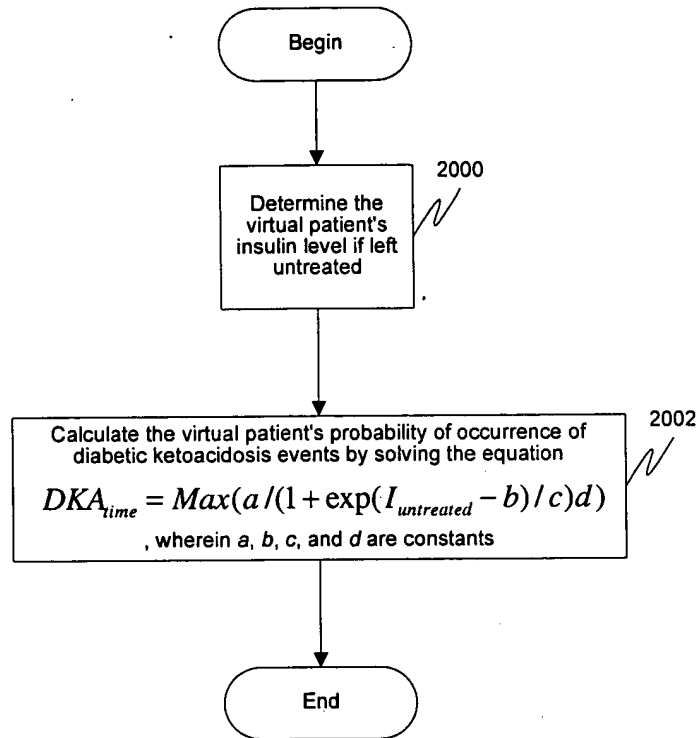 Begin
2000
Determine the
virtual patient's
insulin level if left
untreated
2002
Calculate the virtual patient's probability of occurrence of
diabetic ketoacidosis events by solving the equation
DKA_time = Max(a/(1+exp(I_untreated − b)/c)d)
, wherein a, b, c, and d are constants
End